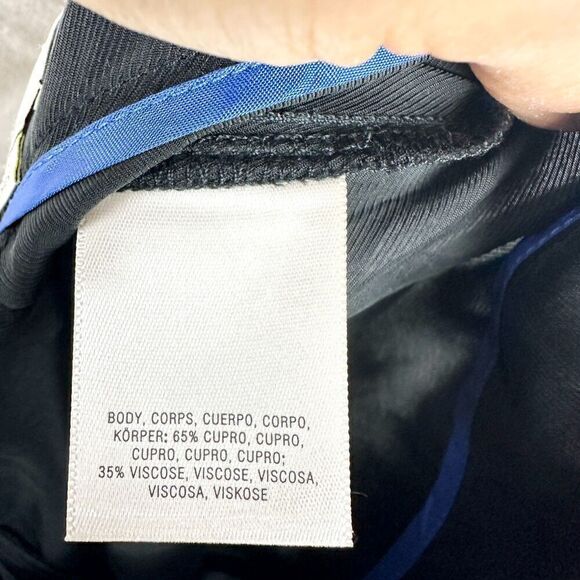 BODY, CORPS, CUERPO, CORPO,
KÖRPER: 65% CUPRO, CUPRO,
CUPRO, CUPRO, CUPRO;
35% VISCOSE, VISCOSE, VISCOSA,
VISCOSA, VISKOSE